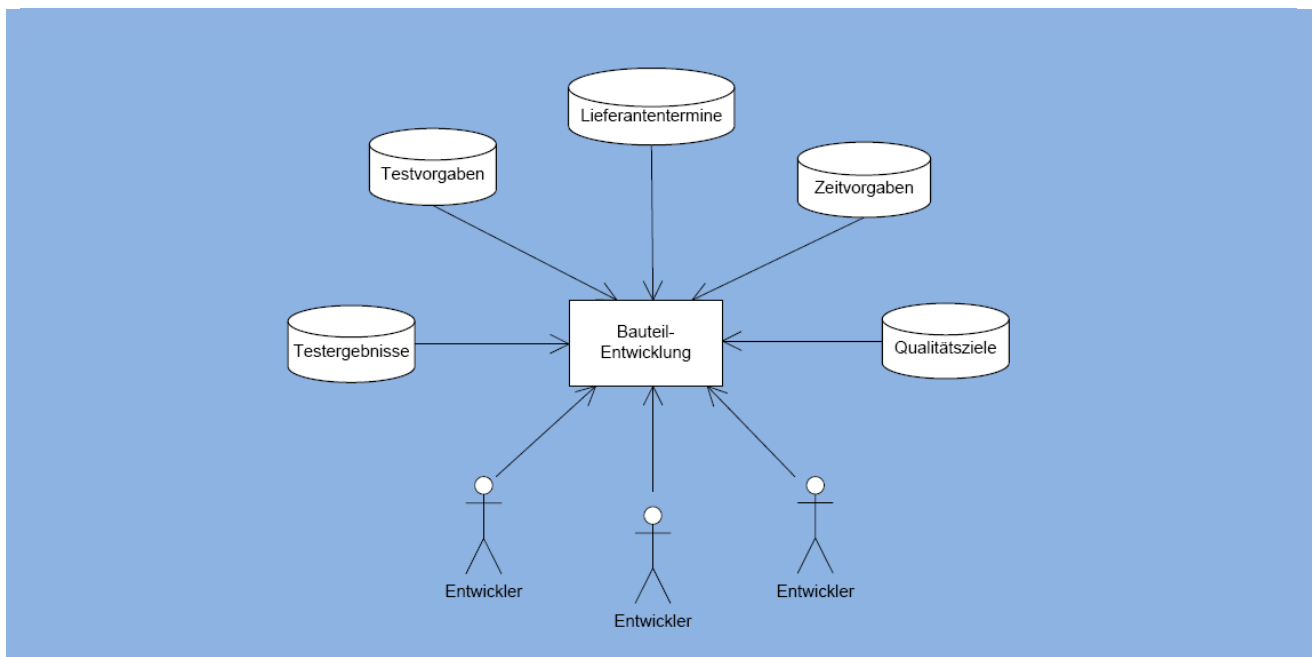 Lieferantentermine
Testvorgaben
Zeitvorgaben
Testergebnisse
Bauteil-
Entwicklung
Qualitätsziele
Entwickler
Entwickler
Entwickler